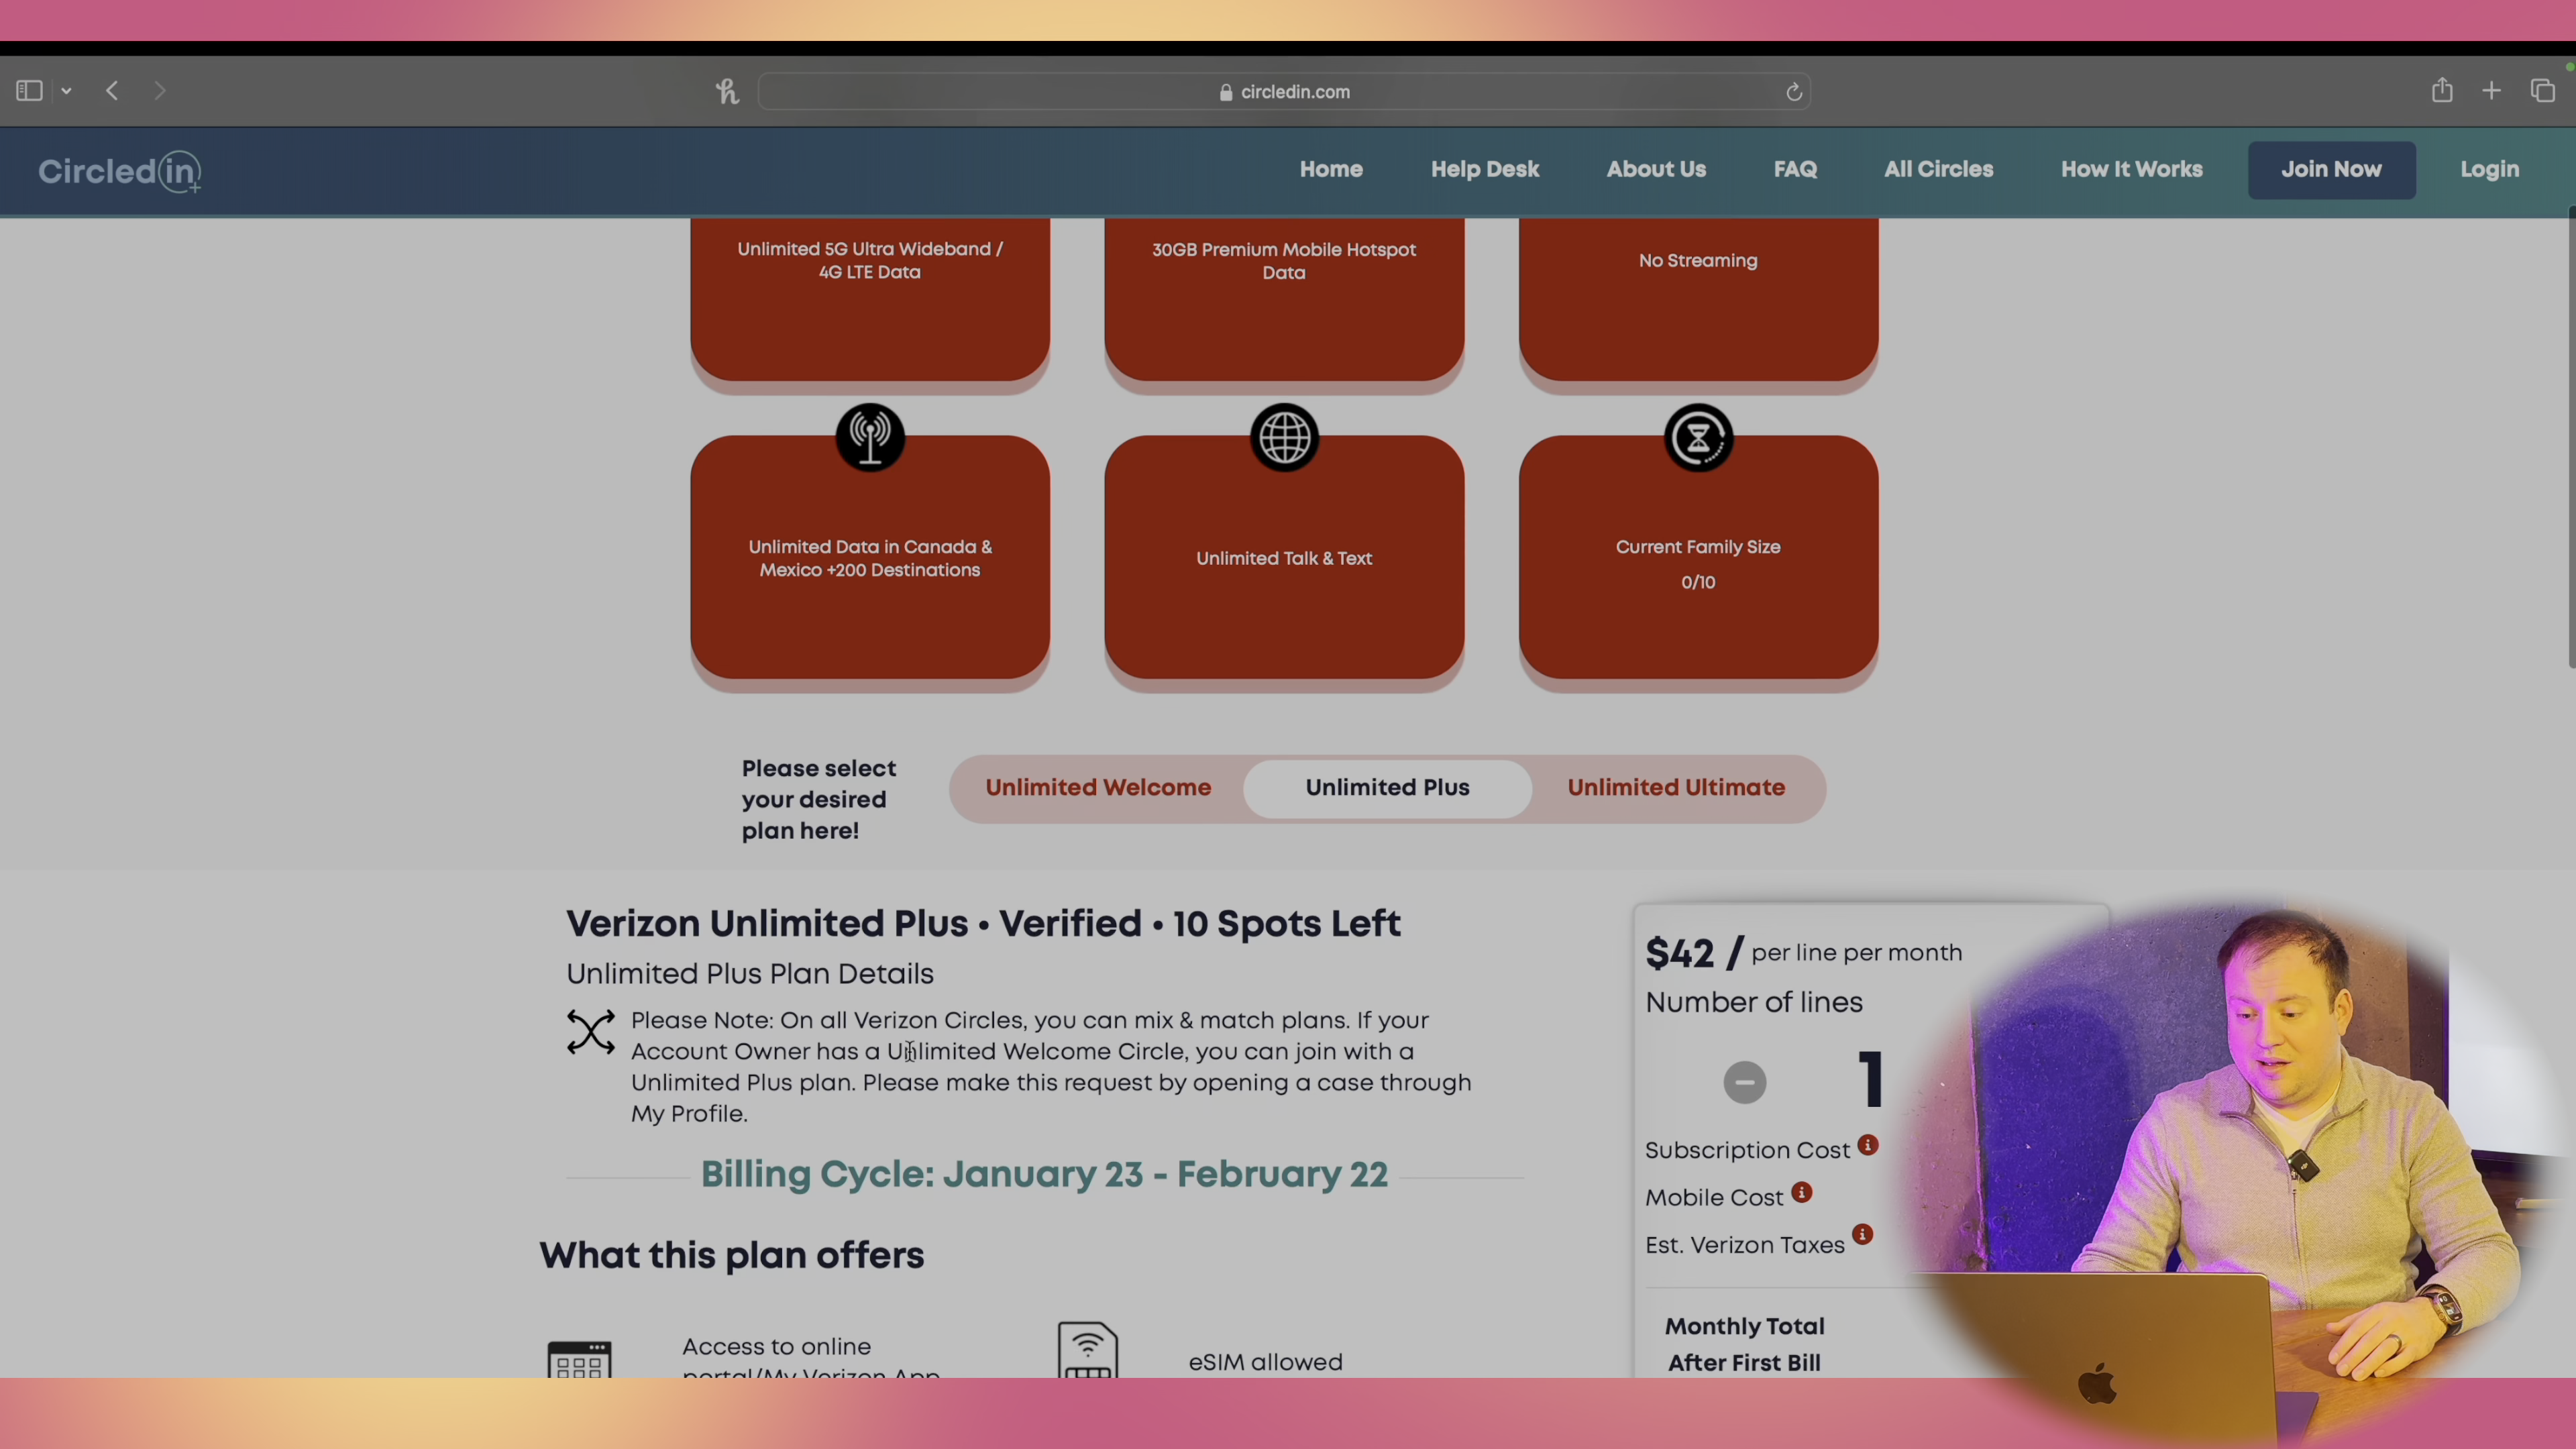 circledin.com
Circledin+
Home
Help Desk
About Us
FAQ
All Circles
How It Works
Join Now
Login
Unlimited 5G Ultra Wideband /
4G LTE Data
30GB Premium Mobile Hotspot
Data
No Streaming
Unlimited Data in Canada &
Mexico +200 Destinations
Unlimited Talk & Text
Current Family Size
0/10
Please select
your desired
plan here!
Unlimited Welcome
Unlimited Plus
Unlimited Ultimate
Verizon Unlimited Plus • Verified • 10 Spots Left
Unlimited Plus Plan Details
Please Note: On all Verizon Circles, you can mix & match plans. If your
Account Owner has a Unlimited Welcome Circle, you can join with a
Unlimited Plus plan. Please make this request by opening a case through
My Profile.
Billing Cycle: January 23 - February 22
What this plan offers
Access to online
portal/My Verizon App
eSIM allowed
$42 / per line per month
Number of lines
1
Subscription Cost
Mobile Cost
Est. Verizon Taxes
Monthly Total
After First Bill